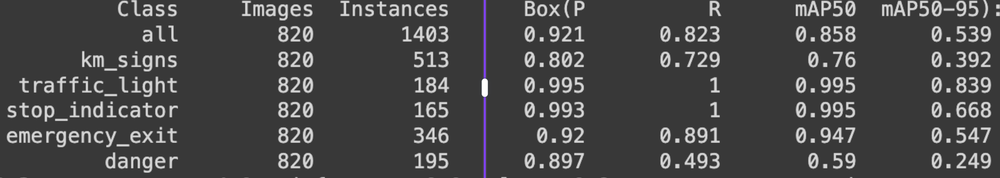 Class Images Instances Box(P R mAP50 mAP50-95):
all 820 1403 0.921 0.823 0.858 0.539
km_signs 820 513 0.802 0.729 0.76 0.392
traffic_light 820 184 0.995 1 0.995 0.839
stop_indicator 820 165 0.993 1 0.995 0.668
emergency_exit 820 346 0.92 0.891 0.947 0.547
danger 820 195 0.897 0.493 0.59 0.249